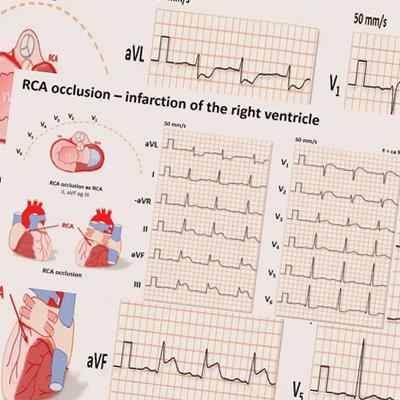 50 mm/s
RCA
aVL
V1
RCA occlusion – infarction of the right ventricle
50 mm/s
50 mm/s
V4 V3 V2 V1
V5
V6
RCA occlusion av RCA
II, aVF og III
RCA
RCA occlusion
aVL
I
-aVR
II
aVF
III
V1
V2
V3
V4
V5
V6
aVF
V5